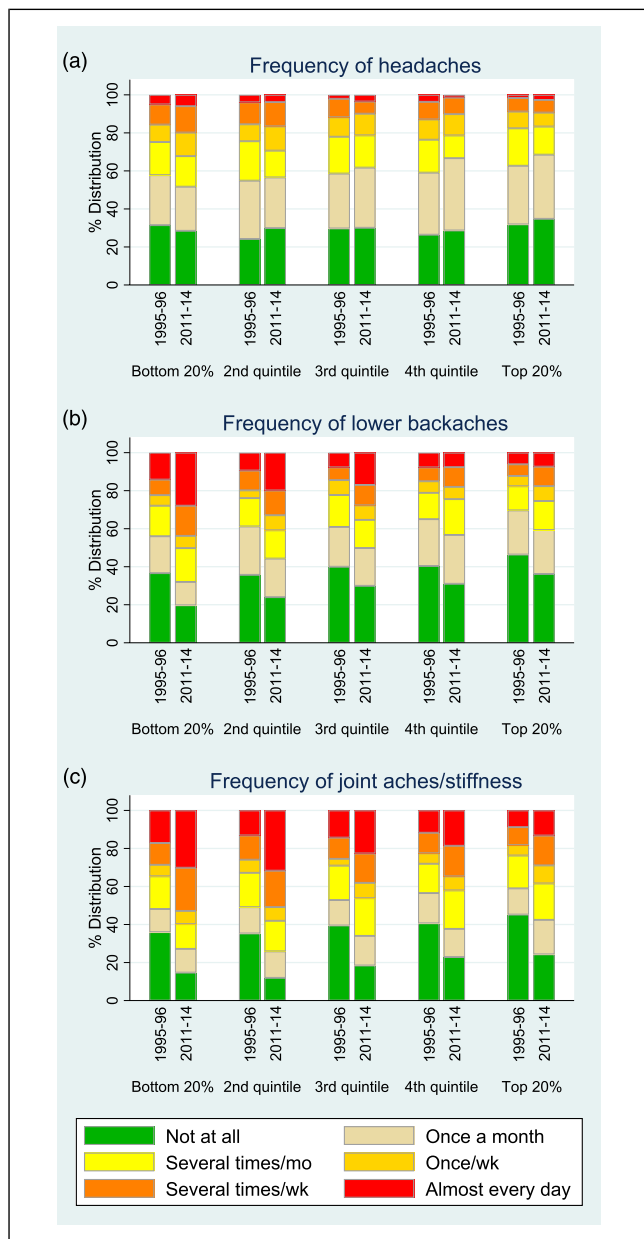 (a)
Frequency of headaches
% Distribution
0 20 40 60 80 100
1995-96 2011-14 1995-96 2011-14 1995-96 2011-14 1995-96 2011-14 1995-96 2011-14
Bottom 20% 2nd quintile 3rd quintile 4th quintile Top 20%
(b)
Frequency of lower backaches
% Distribution
0 20 40 60 80 100
1995-96 2011-14 1995-96 2011-14 1995-96 2011-14 1995-96 2011-14 1995-96 2011-14
Bottom 20% 2nd quintile 3rd quintile 4th quintile Top 20%
(c)
Frequency of joint aches/stiffness
% Distribution
0 20 40 60 80 100
1995-96 2011-14 1995-96 2011-14 1995-96 2011-14 1995-96 2011-14 1995-96 2011-14
Bottom 20% 2nd quintile 3rd quintile 4th quintile Top 20%
Not at all Once a month
Several times/mo Once/wk
Several times/wk Almost every day